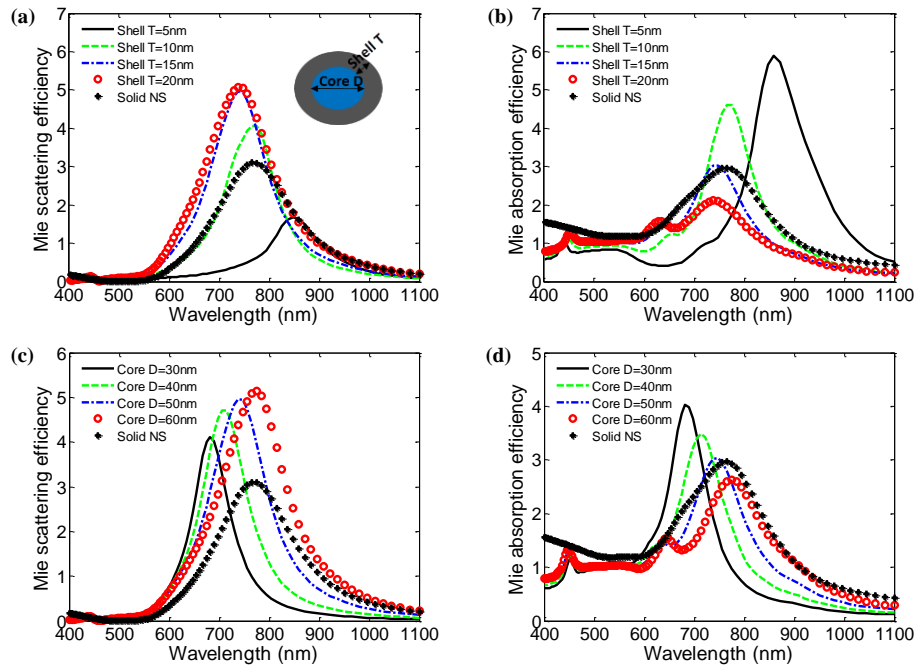 (a)
Mie scattering efficiency
7
6
5
4
3
2
1
0
Shell T=5nm
Shell T=10nm
Shell T=15nm
Shell T=20nm
Solid NS
Shell T
Core D
400 500 600 700 800 900 1000 1100
Wavelength (nm)
(b)
Mie absorption efficiency
7
6
5
4
3
2
1
0
Shell T=5nm
Shell T=10nm
Shell T=15nm
Shell T=20nm
Solid NS
400 500 600 700 800 900 1000 1100
Wavelength (nm)
(c)
Mie scattering efficiency
6
5
4
3
2
1
0
Core D=30nm
Core D=40nm
Core D=50nm
Core D=60nm
Solid NS
400 500 600 700 800 900 1000 1100
Wavelength (nm)
(d)
Mie absorption efficiency
5
4
3
2
1
0
Core D=30nm
Core D=40nm
Core D=50nm
Core D=60nm
Solid NS
400 500 600 700 800 900 1000 1100
Wavelength (nm)